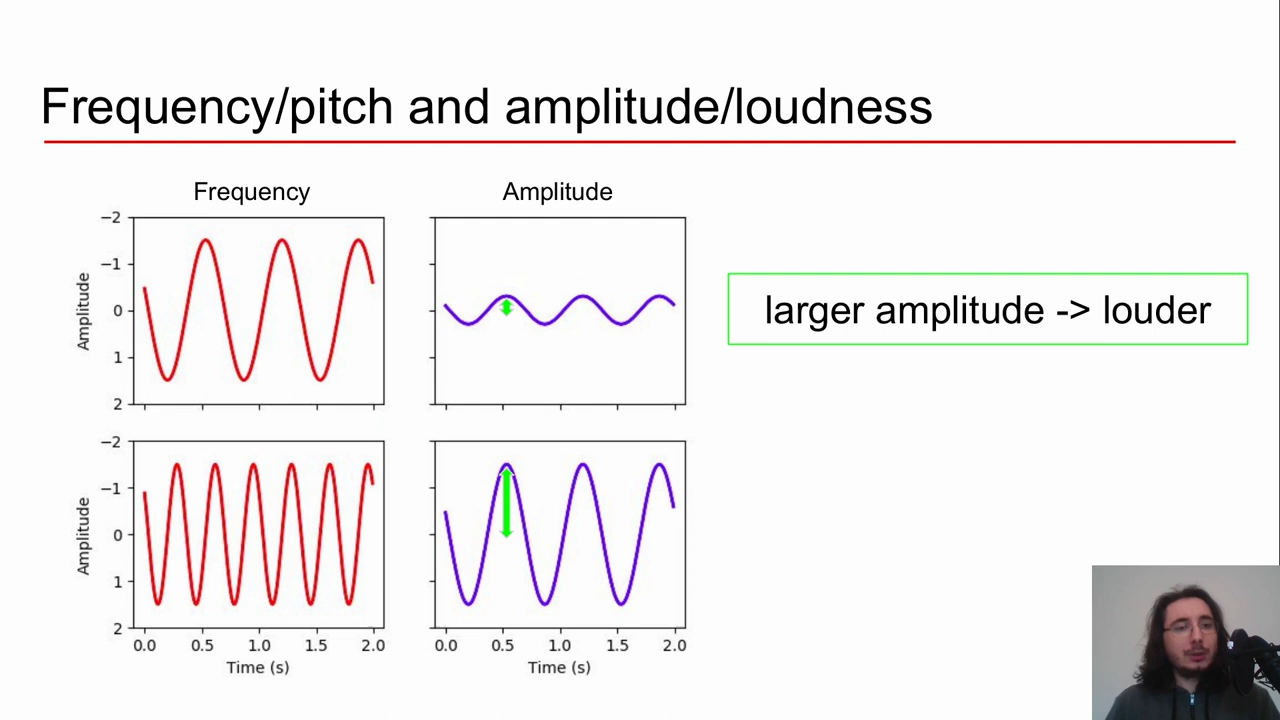 Frequency/pitch and amplitude/loudness
Frequency
Amplitude
−2
−1
0
1
2
Amplitude
larger amplitude -> louder
−2
−1
0
1
2
Amplitude
0.0 0.5 1.0 1.5 2.0
Time (s)
0.0 0.5 1.0 1.5 2.0
Time (s)